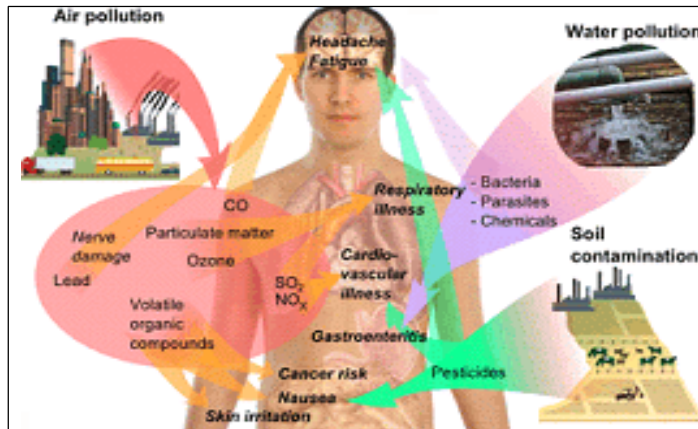 Air pollution
Water pollution
Headache
Fatigue
- Bacteria
- Parasites
- Chemicals
CO
Respiratory
illness
Nerve
damage
Particulate matter
Ozone
Lead
Cardio-
vascular
illness
SO₂
NOₓ
Soil
contamination
Volatile
organic
compounds
Gastroenteritis
Pesticides
Cancer risk
Nausea
Skin irritation